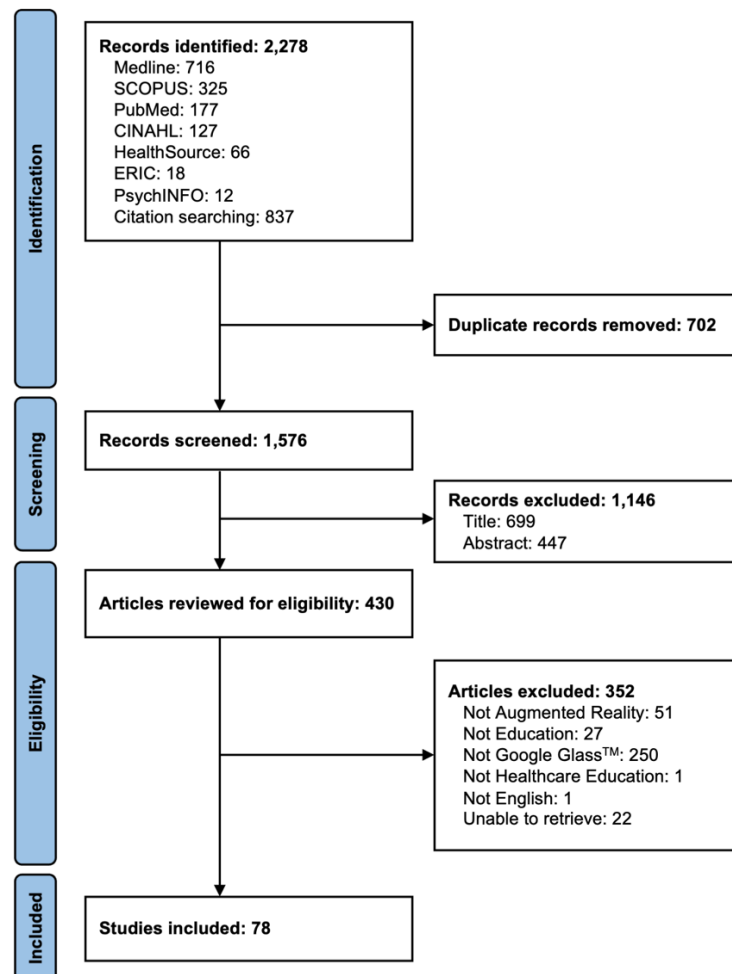 Identification
Records identified: 2,278
Medline: 716
SCOPUS: 325
PubMed: 177
CINAHL: 127
HealthSource: 66
ERIC: 18
PsychINFO: 12
Citation searching: 837
Duplicate records removed: 702
Screening
Records screened: 1,576
Records excluded: 1,146
Title: 699
Abstract: 447
Eligibility
Articles reviewed for eligibility: 430
Articles excluded: 352
Not Augmented Reality: 51
Not Education: 27
Not Google Glass™: 250
Not Healthcare Education: 1
Not English: 1
Unable to retrieve: 22
Included
Studies included: 78